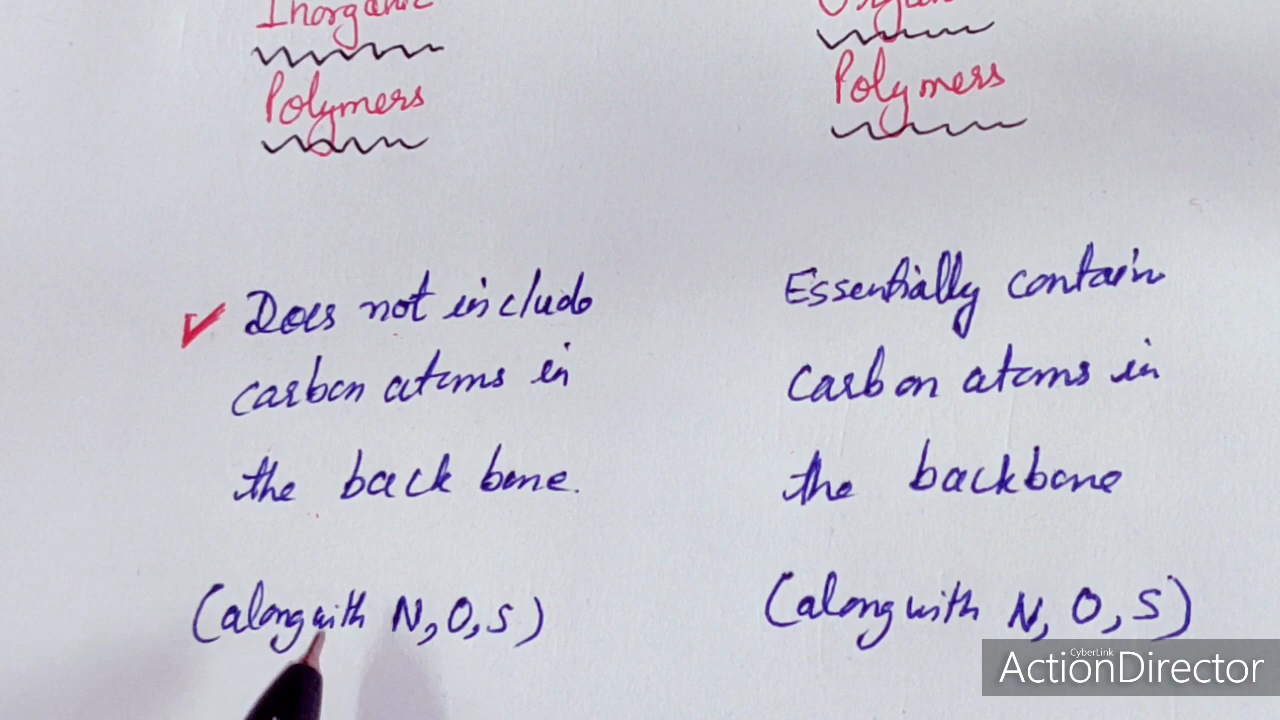 Inorganic
Polymers
✓ Does not include
carbon atoms in
the back bone.
(along with N, O, S)
Organic
Polymers
Essentially contain
Carbon atoms in
the backbone
(along with N, O, S)
CyberLink
ActionDirector